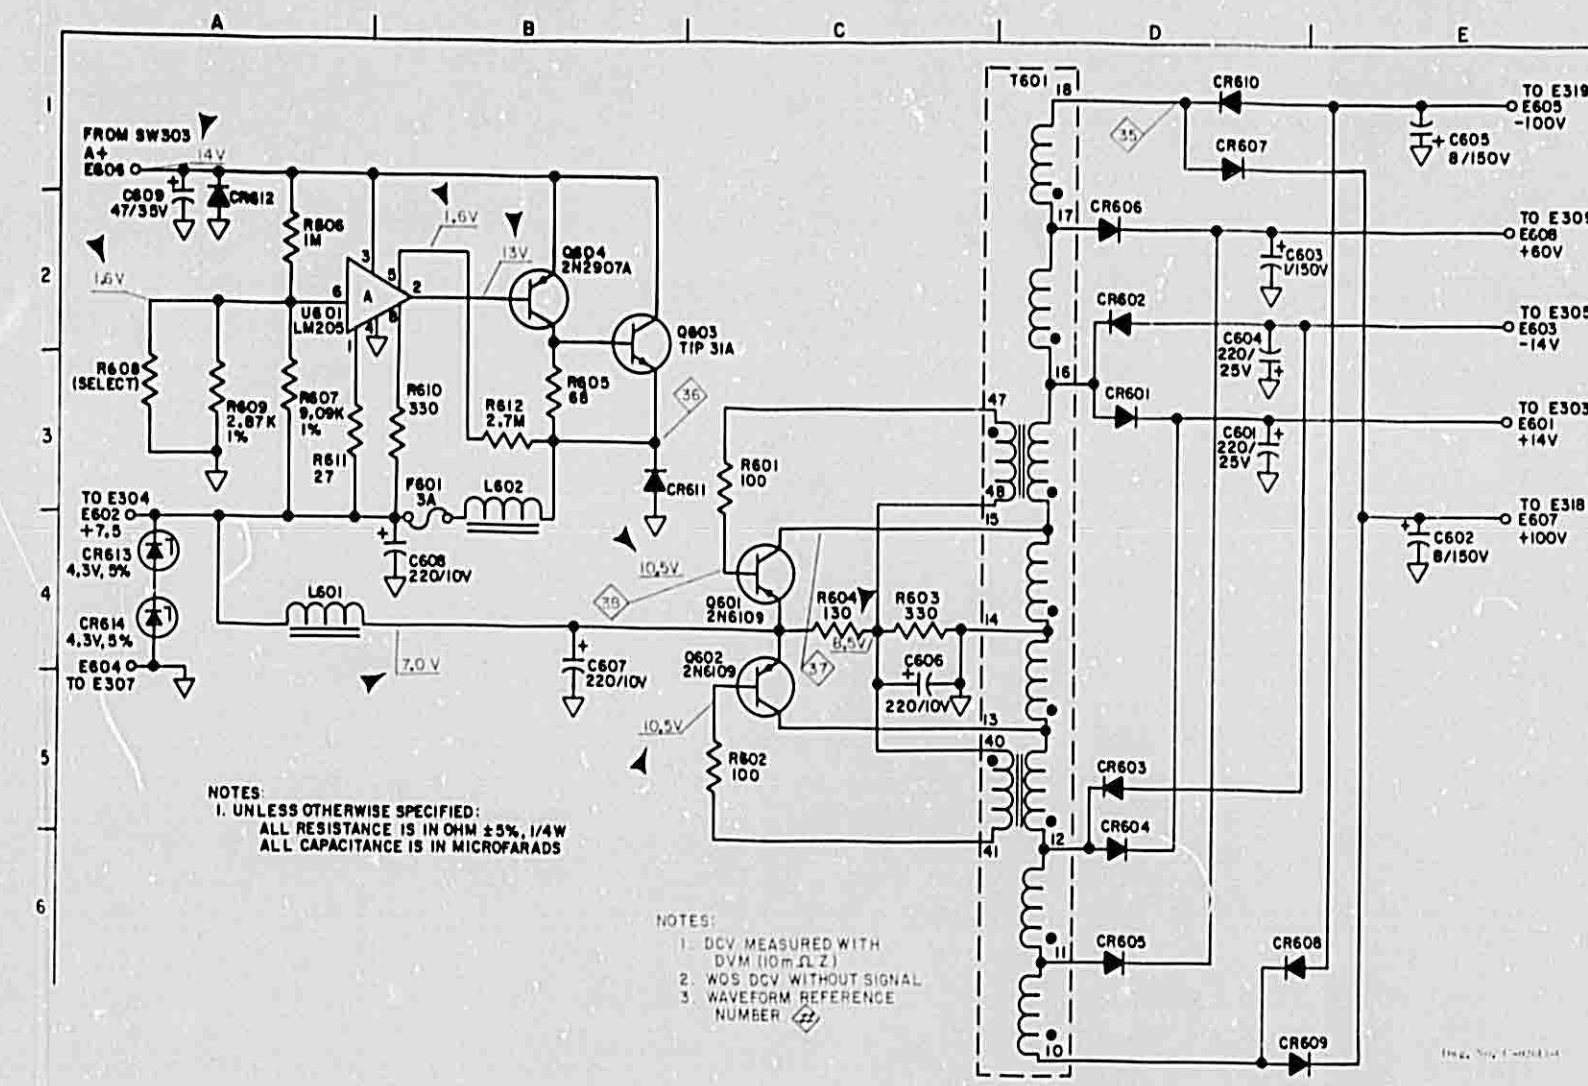 A B C D E
1
2
3
4
5
6
FROM SW303
A+
E606
14V
C609
47/35V
CR612
R606
1M
1.6V
1.6V
13V
Q604
2N2907A
3
5
6
A
2
U601
LM205
4
1
Q603
TIP 31A
R608
(SELECT)
R609
2.87K
1%
R607
9.09K
1%
R610
330
R611
27
R612
2.7M
R605
68
36
CR611
F601
3A
L602
TO E304
E602
+7.5
CR613
4.3V, 5%
CR614
4.3V, 5%
E604
TO E307
C608
220/10V
L601
7.0 V
C607
220/10V
R601
100
10.5V
38
Q601
2N6109
Q602
2N6109
10.5V
R602
100
R604
130
8.5V
R603
330
37
C606
220/10V
T601
18
17
16
47
48
15
14
13
40
41
12
11
10
35
CR610
CR607
CR606
CR602
CR601
CR603
CR604
CR605
CR608
CR609
TO E319
E605
-100V
C605
8/150V
TO E309
E608
+60V
C603
1/150V
TO E305
E603
-14V
C604
220/
25V
TO E303
E601
+14V
C601
220/
25V
TO E318
E607
+100V
C602
8/150V
NOTES:
1. UNLESS OTHERWISE SPECIFIED:
ALL RESISTANCE IS IN OHM ±5%, 1/4W
ALL CAPACITANCE IS IN MICROFARADS
NOTES:
1. DCV MEASURED WITH
DVM (10mΩ Z)
2. WOS DCV WITHOUT SIGNAL
3. WAVEFORM REFERENCE
NUMBER